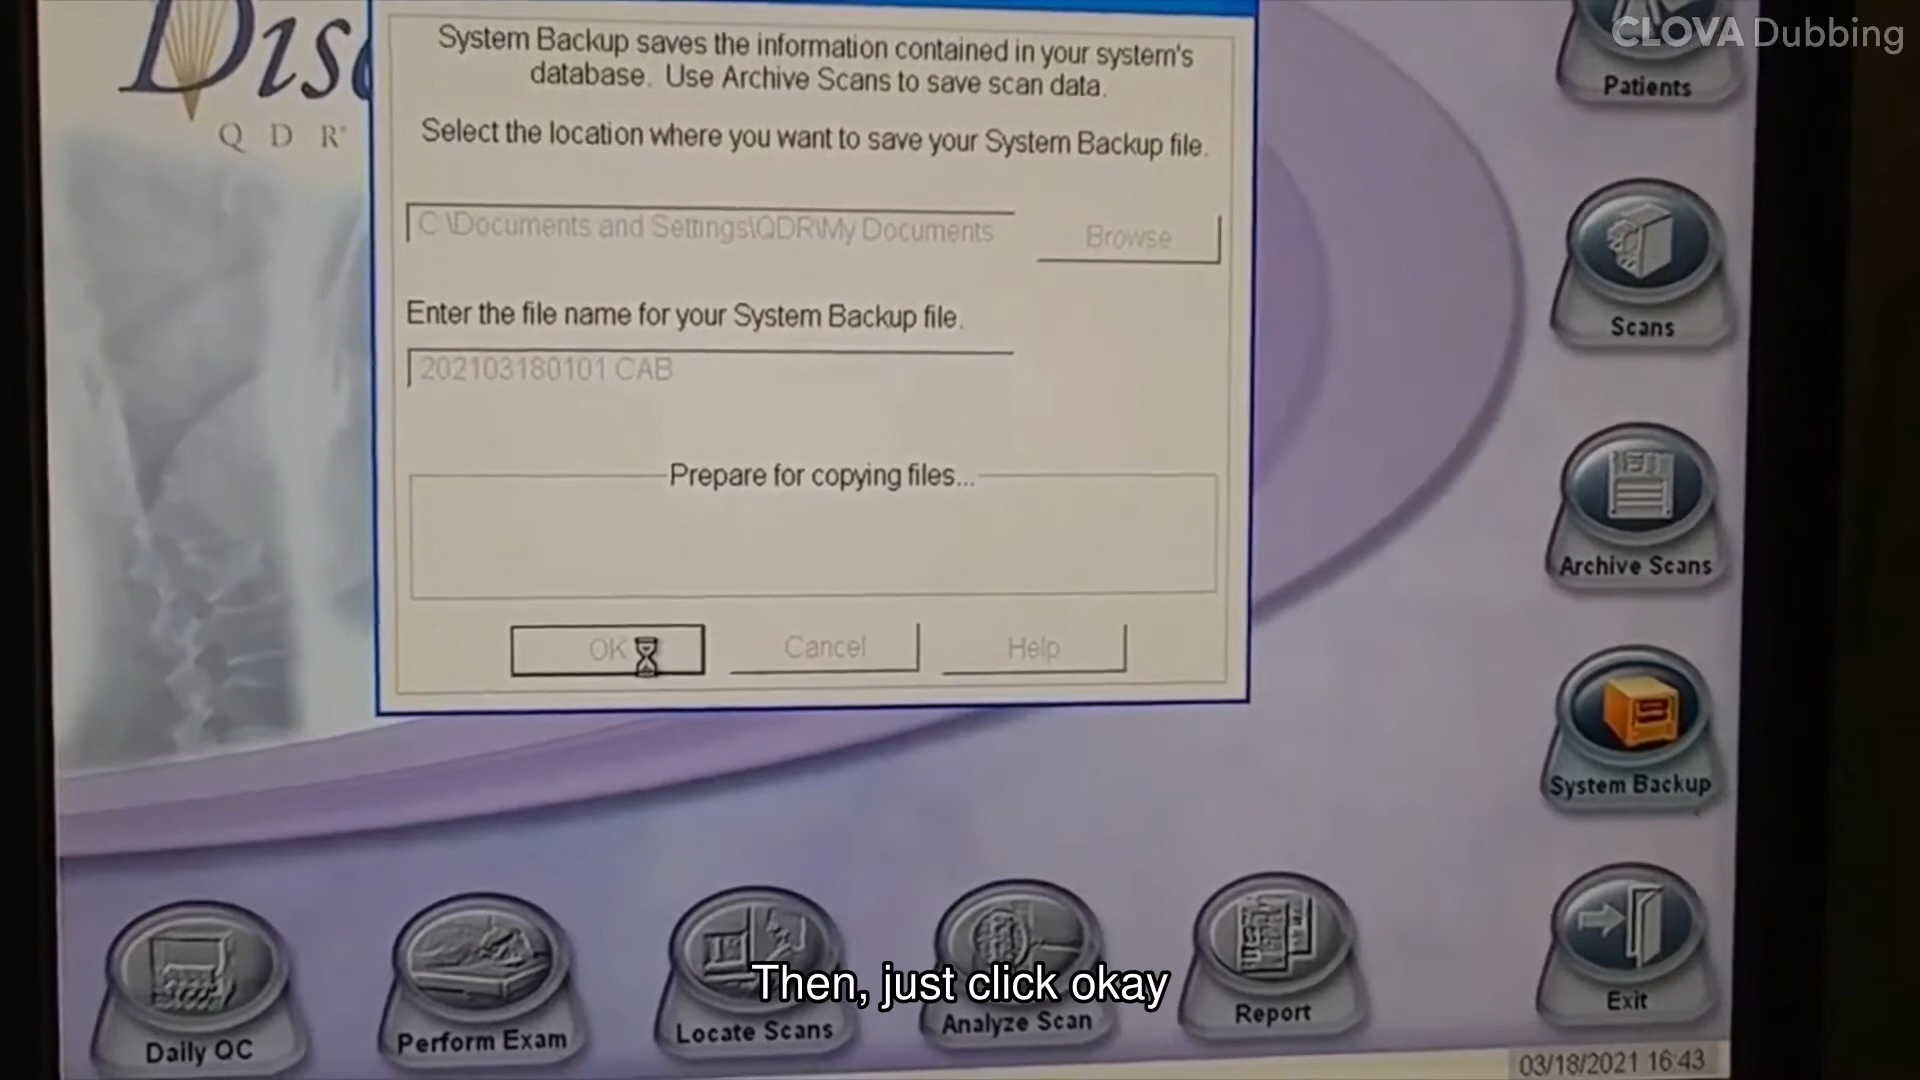 CLOVA Dubbing
Disc
Q D R
System Backup saves the information contained in your system's
database. Use Archive Scans to save scan data.
Select the location where you want to save your System Backup file.
C:\Documents and Settings\QDR\My Documents
Browse
Enter the file name for your System Backup file.
202103180101.CAB
Prepare for copying files...
OK
Cancel
Help
Patients
Scans
Archive Scans
System Backup
Exit
Daily QC
Perform Exam
Locate Scans
Analyze Scan
Report
Then, just click okay
03/18/2021 16:43